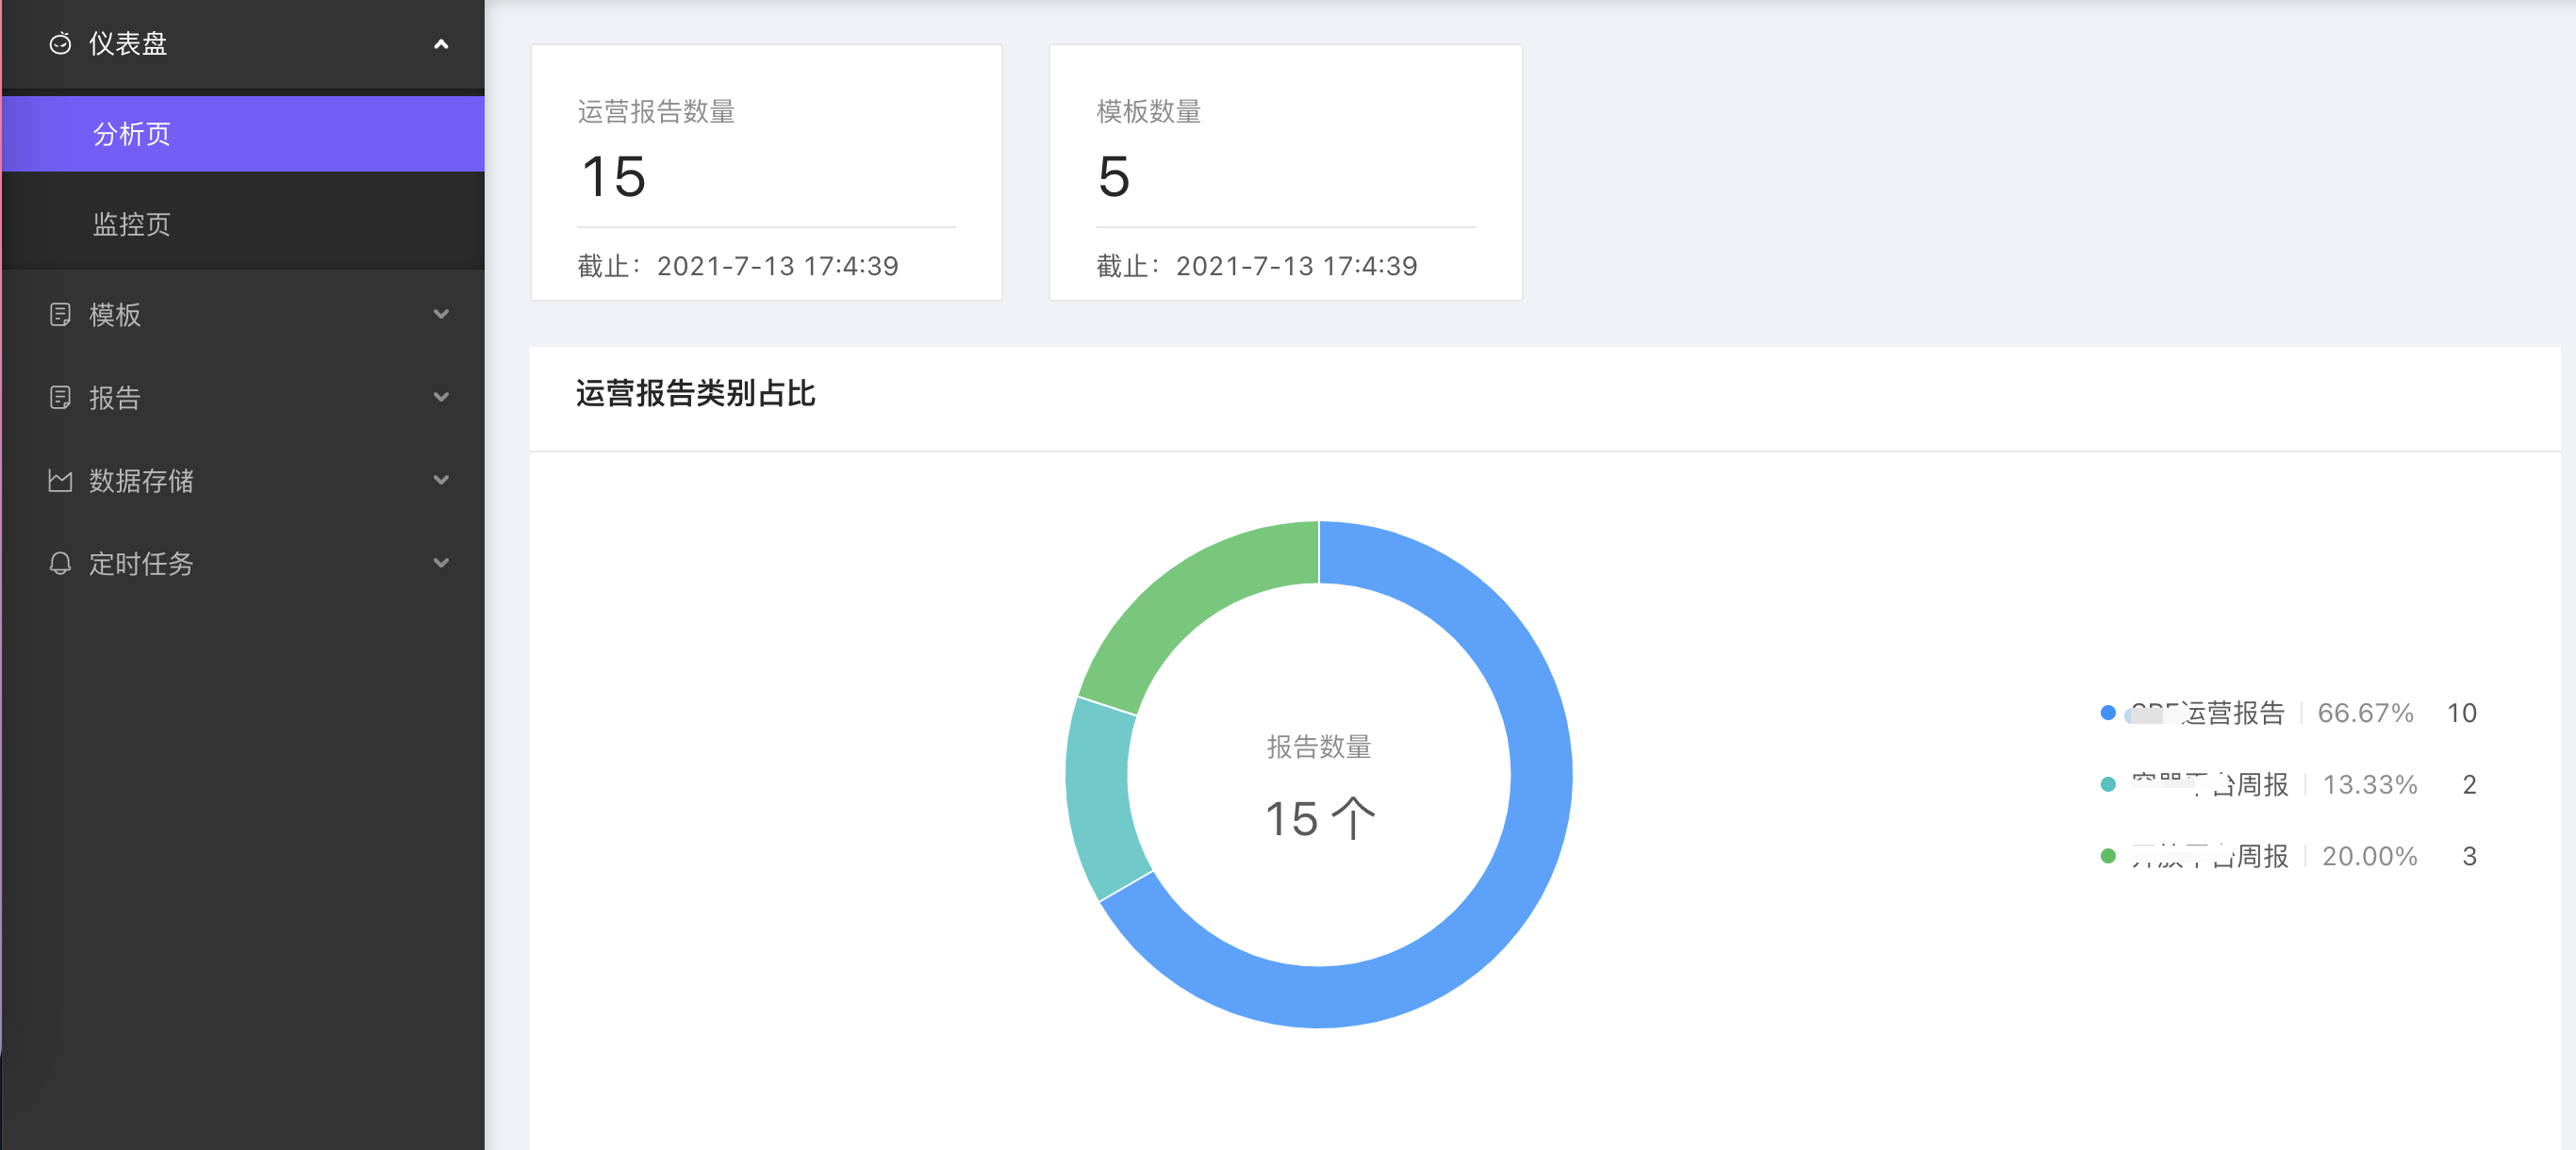 仪表盘
分析页
监控页
模板
报告
数据存储
定时任务
运营报告数量
15
截止：2021-7-13 17:4:39
模板数量
5
截止：2021-7-13 17:4:39
运营报告类别占比
报告数量
15 个
运营报告 66.67% 10
台周报 13.33% 2
台周报 20.00% 3